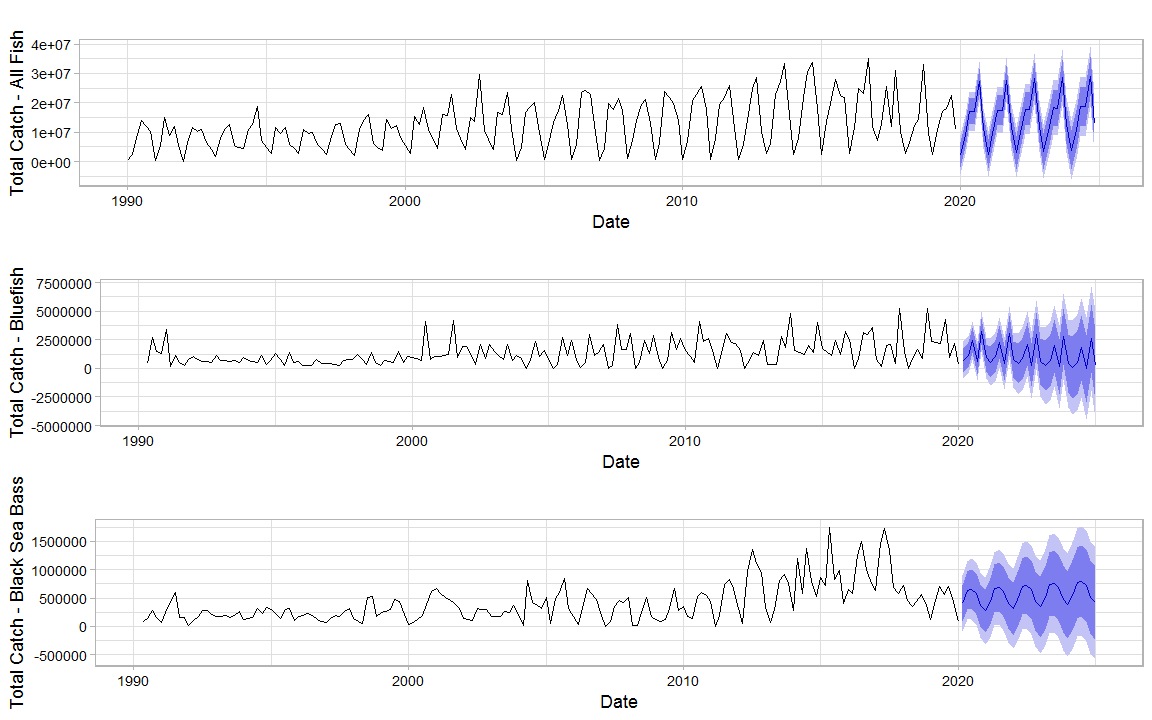 Total Catch - All Fish
4e+07
3e+07
2e+07
1e+07
0e+00
1990
2000
2010
2020
Date
Total Catch - Bluefish
7500000
5000000
2500000
0
-2500000
-5000000
1990
2000
2010
2020
Date
Total Catch - Black Sea Bass
1500000
1000000
500000
0
-500000
1990
2000
2010
2020
Date